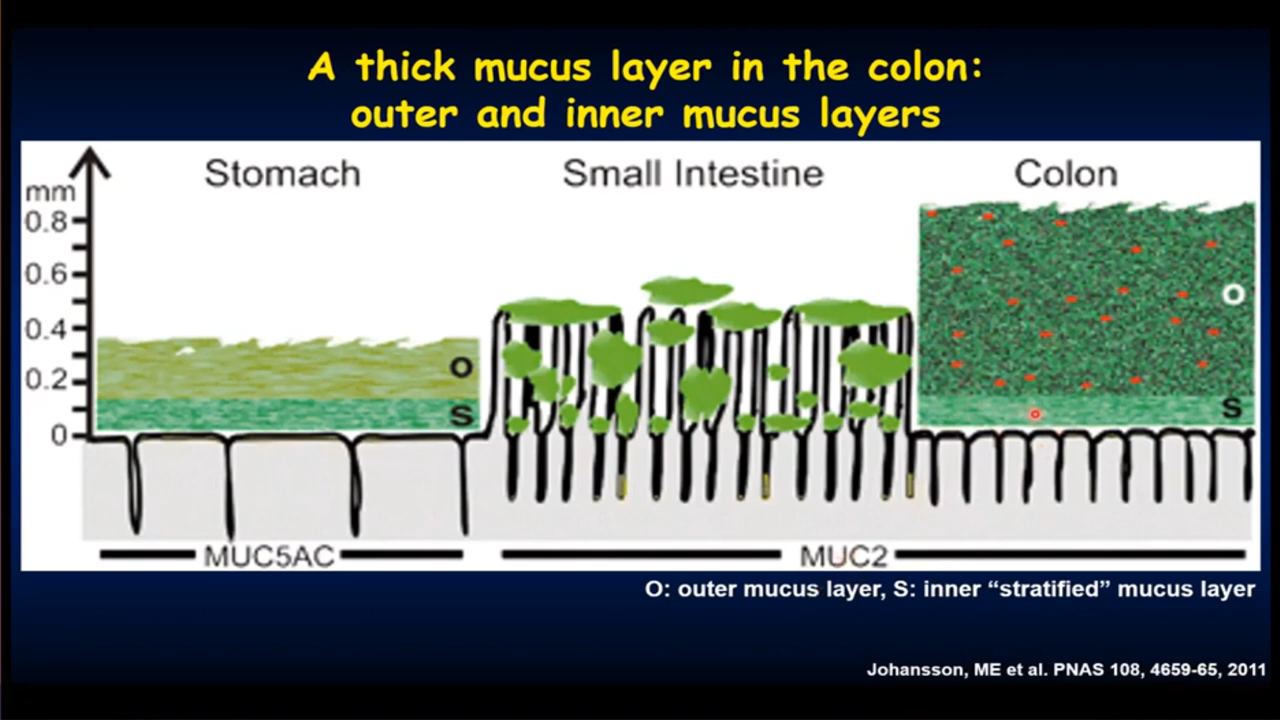 A thick mucus layer in the colon:
outer and inner mucus layers
Stomach
Small Intestine
Colon
mm
0.8
0.6
0.4
0.2
0
O
S
O
S
MUC5AC
MUC2
O: outer mucus layer, S: inner “stratified” mucus layer
Johansson, ME et al. PNAS 108, 4659-65, 2011